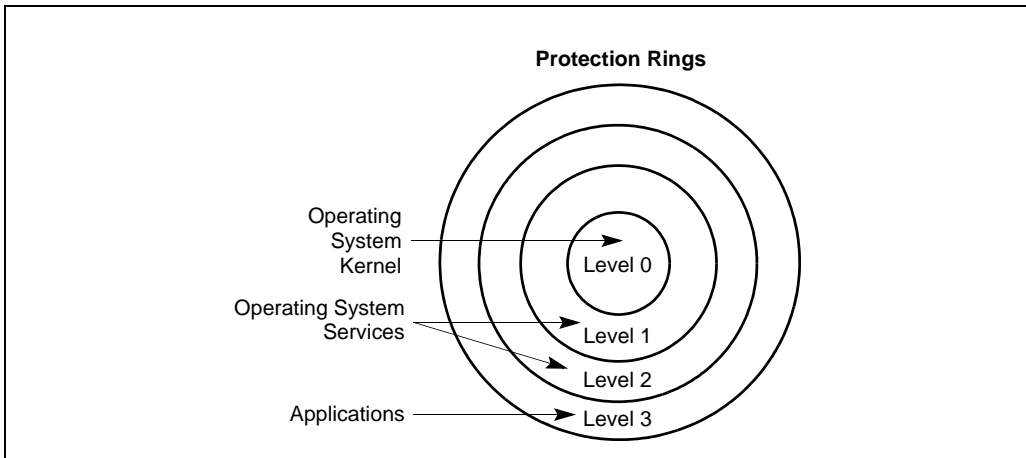 Protection Rings
Operating
System
Kernel
Level 0
Operating System
Services
Level 1
Level 2
Applications
Level 3